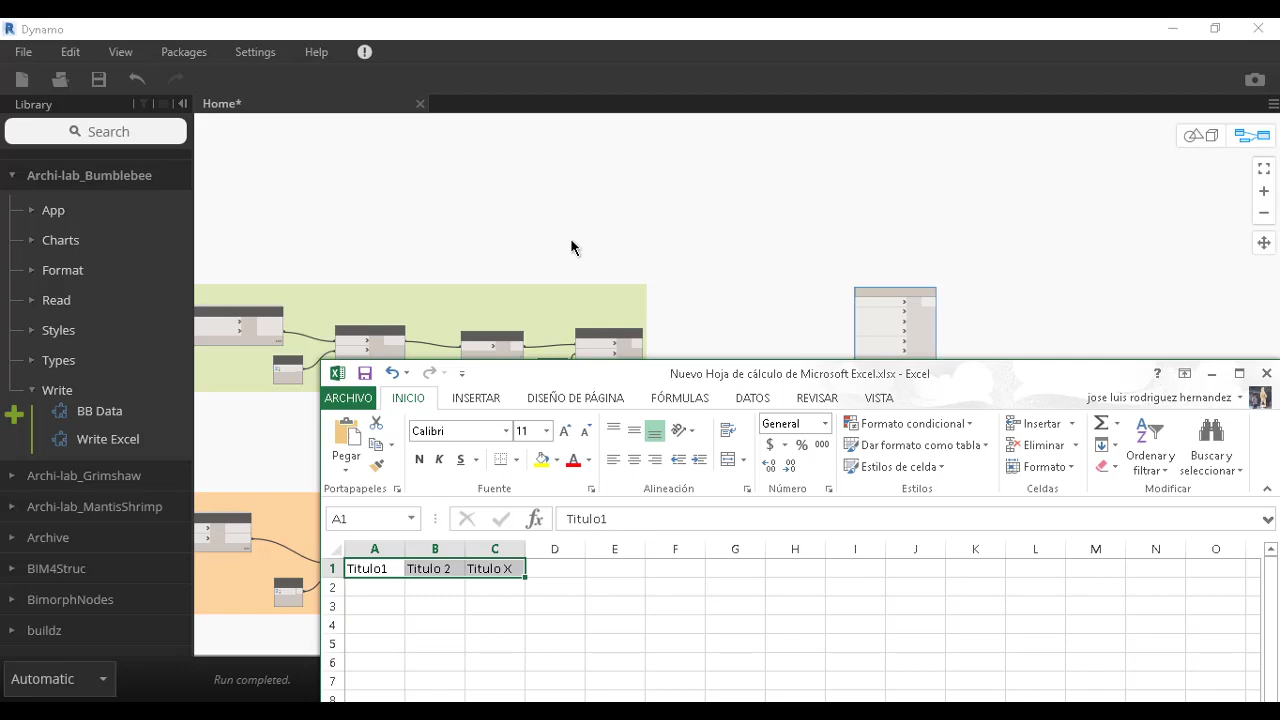 Dynamo
File Edit View Packages Settings Help
Library
Home*
Search
Archi-lab_Bumblebee
App
Charts
Format
Read
Styles
Types
Write
BB Data
Write Excel
Archi-lab_Grimshaw
Archi-lab_MantisShrimp
Archive
BIM4Struc
BimorphNodes
buildz
Automatic
Run completed.
Nuevo Hoja de cálculo de Microsoft Excel.xlsx - Excel
ARCHIVO INICIO INSERTAR DISEÑO DE PÁGINA FÓRMULAS DATOS REVISAR VISTA jose luis rodriguez hernandez
Pegar
Calibri 11
N K S
General
$ % 000
Formato condicional
Dar formato como tabla
Estilos de celda
Insertar
Eliminar
Formato
Ordenar y filtrar
Buscar y seleccionar
Portapapeles Fuente Alineación Número Estilos Celdas Modificar
A1 fx Titulo1
A B C D E F G H I J K L M N O
1 Titulo1 Titulo 2 Titulo X
2
3
4
5
6
7
8